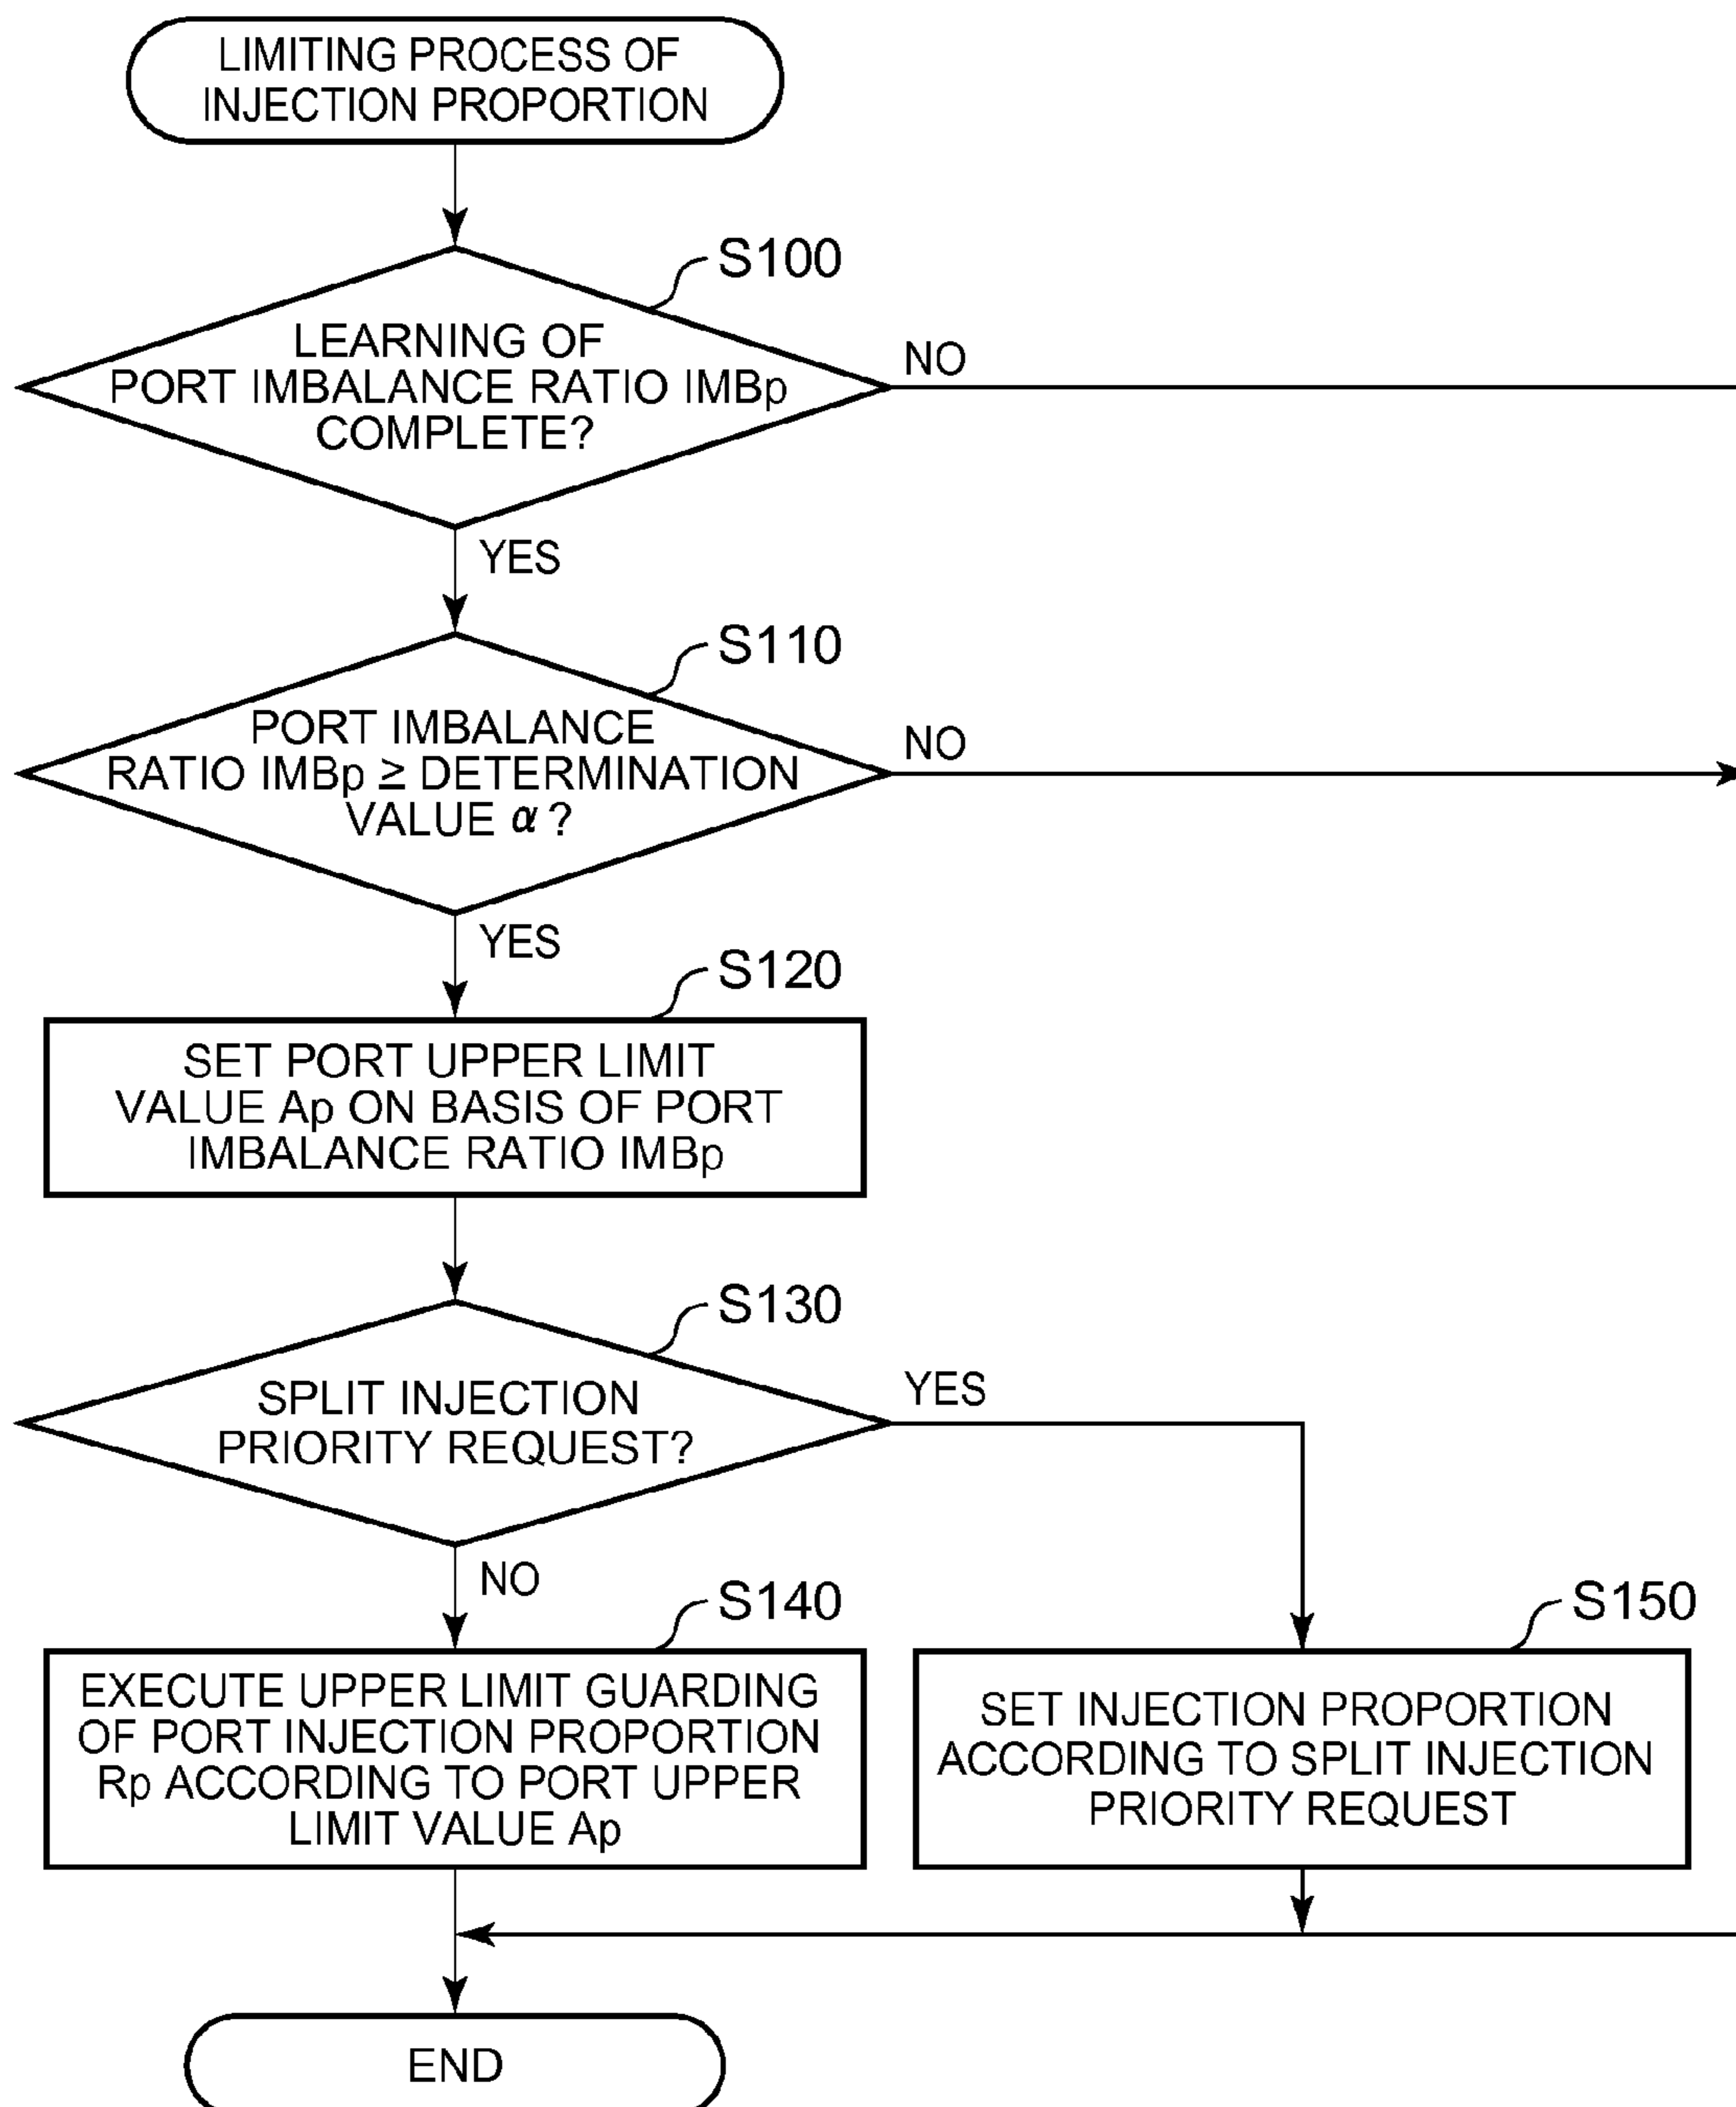 LIMITING PROCESS OF
INJECTION PROPORTION
S100
LEARNING OF
PORT IMBALANCE RATIO IMBp
COMPLETE?
NO
YES
S110
PORT IMBALANCE
RATIO IMBp ≥ DETERMINATION
VALUE α ?
NO
YES
S120
SET PORT UPPER LIMIT
VALUE Ap ON BASIS OF PORT
IMBALANCE RATIO IMBp
S130
SPLIT INJECTION
PRIORITY REQUEST?
YES
NO
S140
EXECUTE UPPER LIMIT GUARDING
OF PORT INJECTION PROPORTION
Rp ACCORDING TO PORT UPPER
LIMIT VALUE Ap
S150
SET INJECTION PROPORTION
ACCORDING TO SPLIT INJECTION
PRIORITY REQUEST
END